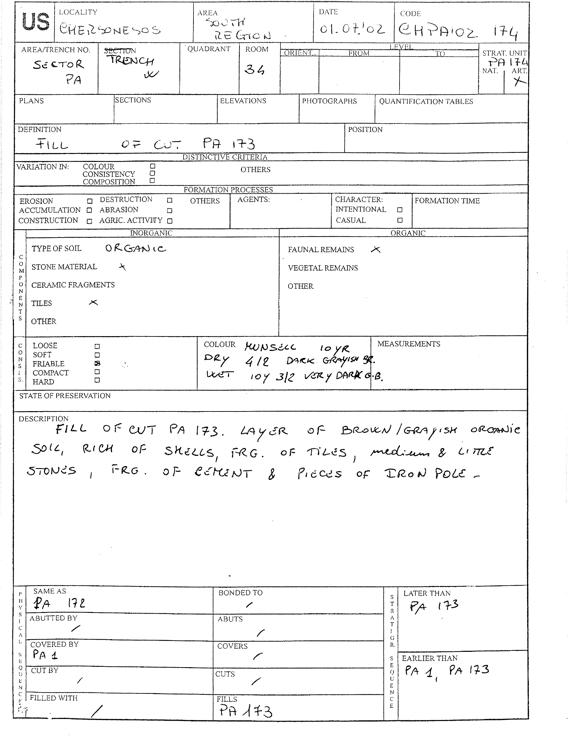 US
LOCALITY
CHERSONESOS
AREA
SOUTH
REGION
DATE
01.07.'02
CODE
CHPA'02 174
AREA/TRENCH NO.
SECTOR
PA
SECTION
TRENCH
W
QUADRANT
ROOM
34
LEVEL
ORIENT. FROM TO
STRAT. UNIT
PA 174
NAT. ART.
X
PLANS
SECTIONS
ELEVATIONS
PHOTOGRAPHS
QUANTIFICATION TABLES
DEFINITION
FILL OF CUT PA 173
POSITION
DISTINCTIVE CRITERIA
VARIATION IN: COLOUR
CONSISTENCY
COMPOSITION
OTHERS
FORMATION PROCESSES
EROSION
ACCUMULATION
CONSTRUCTION
DESTRUCTION
ABRASION
AGRIC. ACTIVITY
OTHERS
AGENTS:
CHARACTER:
INTENTIONAL
CASUAL
FORMATION TIME
COMPONENTS
INORGANIC
TYPE OF SOIL ORGANIC
STONE MATERIAL X
CERAMIC FRAGMENTS
TILES X
OTHER
ORGANIC
FAUNAL REMAINS X
VEGETAL REMAINS
OTHER
CONSIS.
LOOSE
SOFT
FRIABLE
COMPACT
HARD
COLOUR MUNSELL 10 YR
DRY 4/2 DARK GRAYISH BR.
WET 10Y 3/2 VERY DARK G.B.
MEASUREMENTS
STATE OF PRESERVATION
DESCRIPTION
FILL OF CUT PA 173. LAYER OF BROWN/GRAYISH ORGANIC
SOIL, RICH OF SHELLS, FRG. OF TILES, medium & LITTLE
STONES, FRG. OF CEMENT & PIECES OF IRON POLE -
PHYSICAL SEQUENCE
SAME AS
PA 172
BONDED TO
/
ABUTTED BY
/
ABUTS
/
COVERED BY
PA 1
COVERS
/
CUT BY
/
CUTS
/
FILLED WITH
/
FILLS
PA 173
STRATIGR. SEQUENCE
LATER THAN
PA 173
EARLIER THAN
PA 1, PA 173